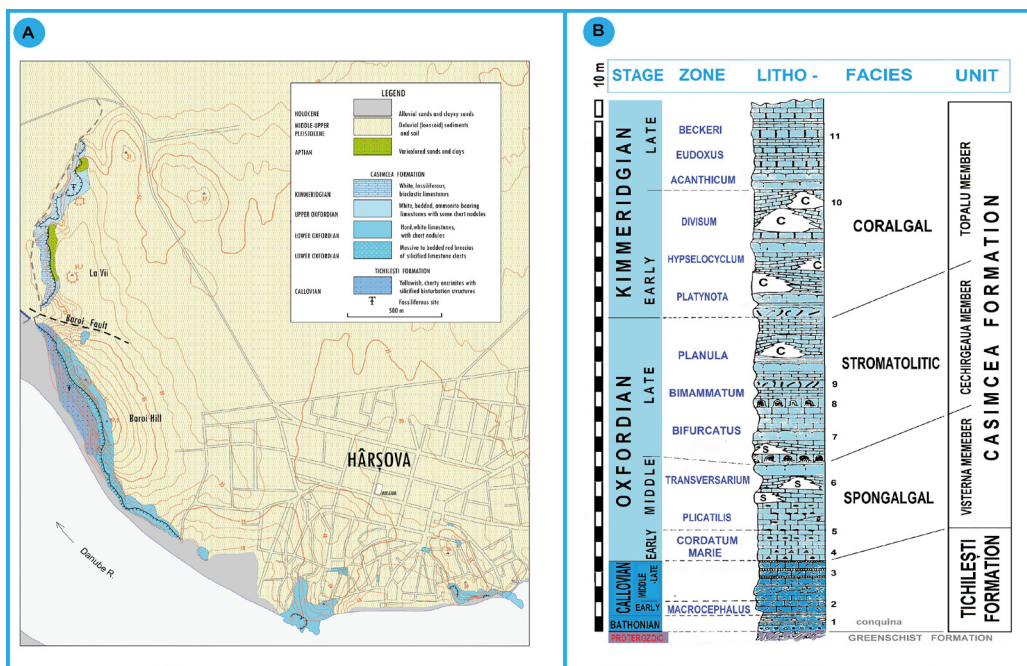 A
LEGEND
HOLOCENE
Alluvial sands and clayey sands
MIDDLE-UPPER
PLEISTOCENE
Deluvial (loessoid) sediments
and soil
APTIAN
Varicolored sands and clays
CASIMCEA FORMATION
KIMMERIDGIAN
White, fossiliferous,
bioclastic limestones
UPPER OXFORDIAN
White, bedded, ammonite-bearing
limestones with some chert nodules
LOWER OXFORDIAN
Hard, white limestones,
with chert nodules
LOWER OXFORDIAN
Massive to bedded red breccias
of silicified limestone clasts
TICHILEȘTI FORMATION
CALLOVIAN
Yellowish, cherty encrinites with
silicified bioturbation structures
Fossiliferous site
500 m
La Vii
Baroi Fault
Baroi Hill
HÂRȘOVA
Danube R.
B
10 m
STAGE ZONE LITHO - FACIES UNIT
KIMMERIDGIAN
LATE
EARLY
BECKERI
EUDOXUS
ACANTHICUM
DIVISUM
HYPSELOCYCLUM
PLATYNOTA
OXFORDIAN
LATE
MIDDLE
EARLY
PLANULA
BIMAMMATUM
BIFURCATUS
TRANSVERSARIUM
PLICATILIS
CORDATUM
MARIE
CALLOVIAN
MIDDLE
-LATE
EARLY
MACROCEPHALUS
BATHONIAN
PROTEROZOIC
C
C
C
C
C
S
S
S
11
10
9
8
7
6
5
4
3
2
1
CORALGAL
STROMATOLITIC
SPONGALGAL
conquina
GREENSCHIST FORMATION
TOPALU MEMBER
CECHIRGEAUA MEMBER
VISTERNA MEMEBER
CASIMCEA FORMATION
TICHILEȘTI
FORMATION